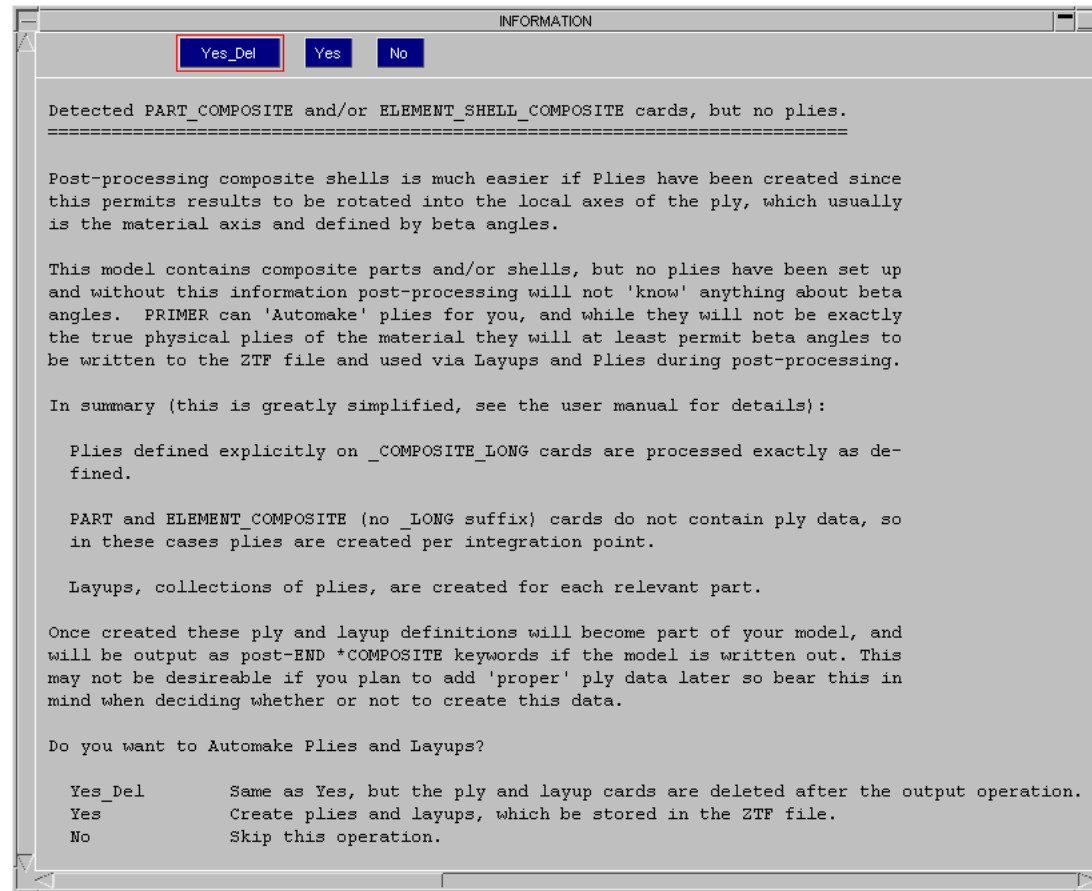 INFORMATION
Yes_Del Yes No
Detected PART_COMPOSITE and/or ELEMENT_SHELL_COMPOSITE cards, but no plies.
===========================================================================
Post-processing composite shells is much easier if Plies have been created since
this permits results to be rotated into the local axes of the ply, which usually
is the material axis and defined by beta angles.
This model contains composite parts and/or shells, but no plies have been set up
and without this information post-processing will not 'know' anything about beta
angles.  PRIMER can 'Automake' plies for you, and while they will not be exactly
the true physical plies of the material they will at least permit beta angles to
be written to the ZTF file and used via Layups and Plies during post-processing.
In summary (this is greatly simplified, see the user manual for details):
Plies defined explicitly on _COMPOSITE_LONG cards are processed exactly as de-
fined.
PART and ELEMENT_COMPOSITE (no _LONG suffix) cards do not contain ply data, so
in these cases plies are created per integration point.
Layups, collections of plies, are created for each relevant part.
Once created these ply and layup definitions will become part of your model, and
will be output as post-END *COMPOSITE keywords if the model is written out. This
may not be desireable if you plan to add 'proper' ply data later so bear this in
mind when deciding whether or not to create this data.
Do you want to Automake Plies and Layups?
Yes_Del Same as Yes, but the ply and layup cards are deleted after the output operation.
Yes Create plies and layups, which be stored in the ZTF file.
No Skip this operation.